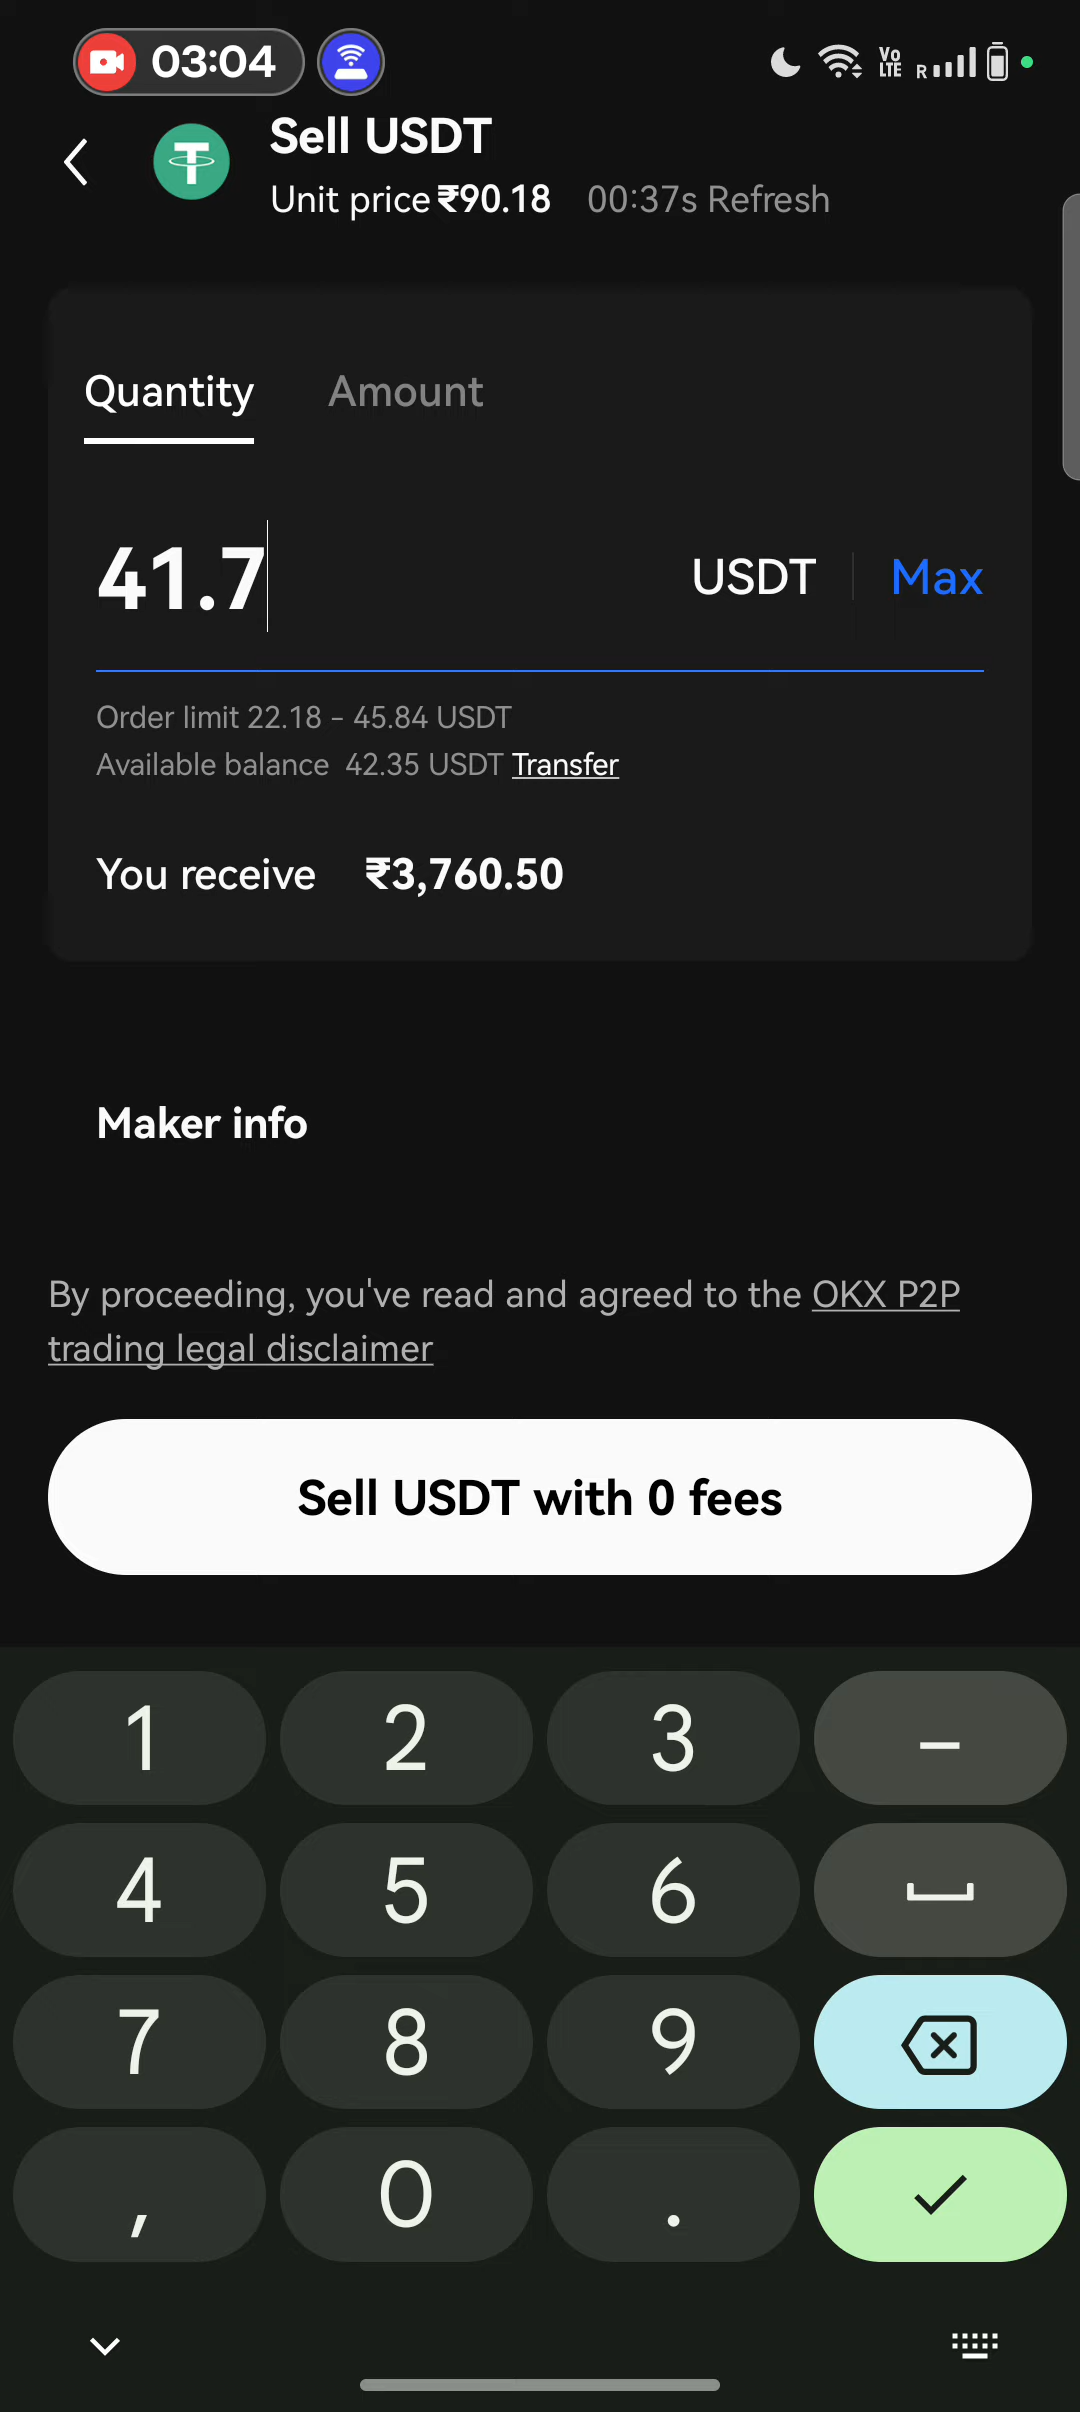 03:04
Vo
LTE
R
Sell USDT
Unit price ₹90.18 00:37s Refresh
Quantity Amount
41.7 USDT Max
Order limit 22.18 - 45.84 USDT
Available balance 42.35 USDT Transfer
You receive ₹3,760.50
Maker info
By proceeding, you've read and agreed to the OKX P2P
trading legal disclaimer
Sell USDT with 0 fees
1 2 3 –
4 5 6
7 8 9
, 0 .